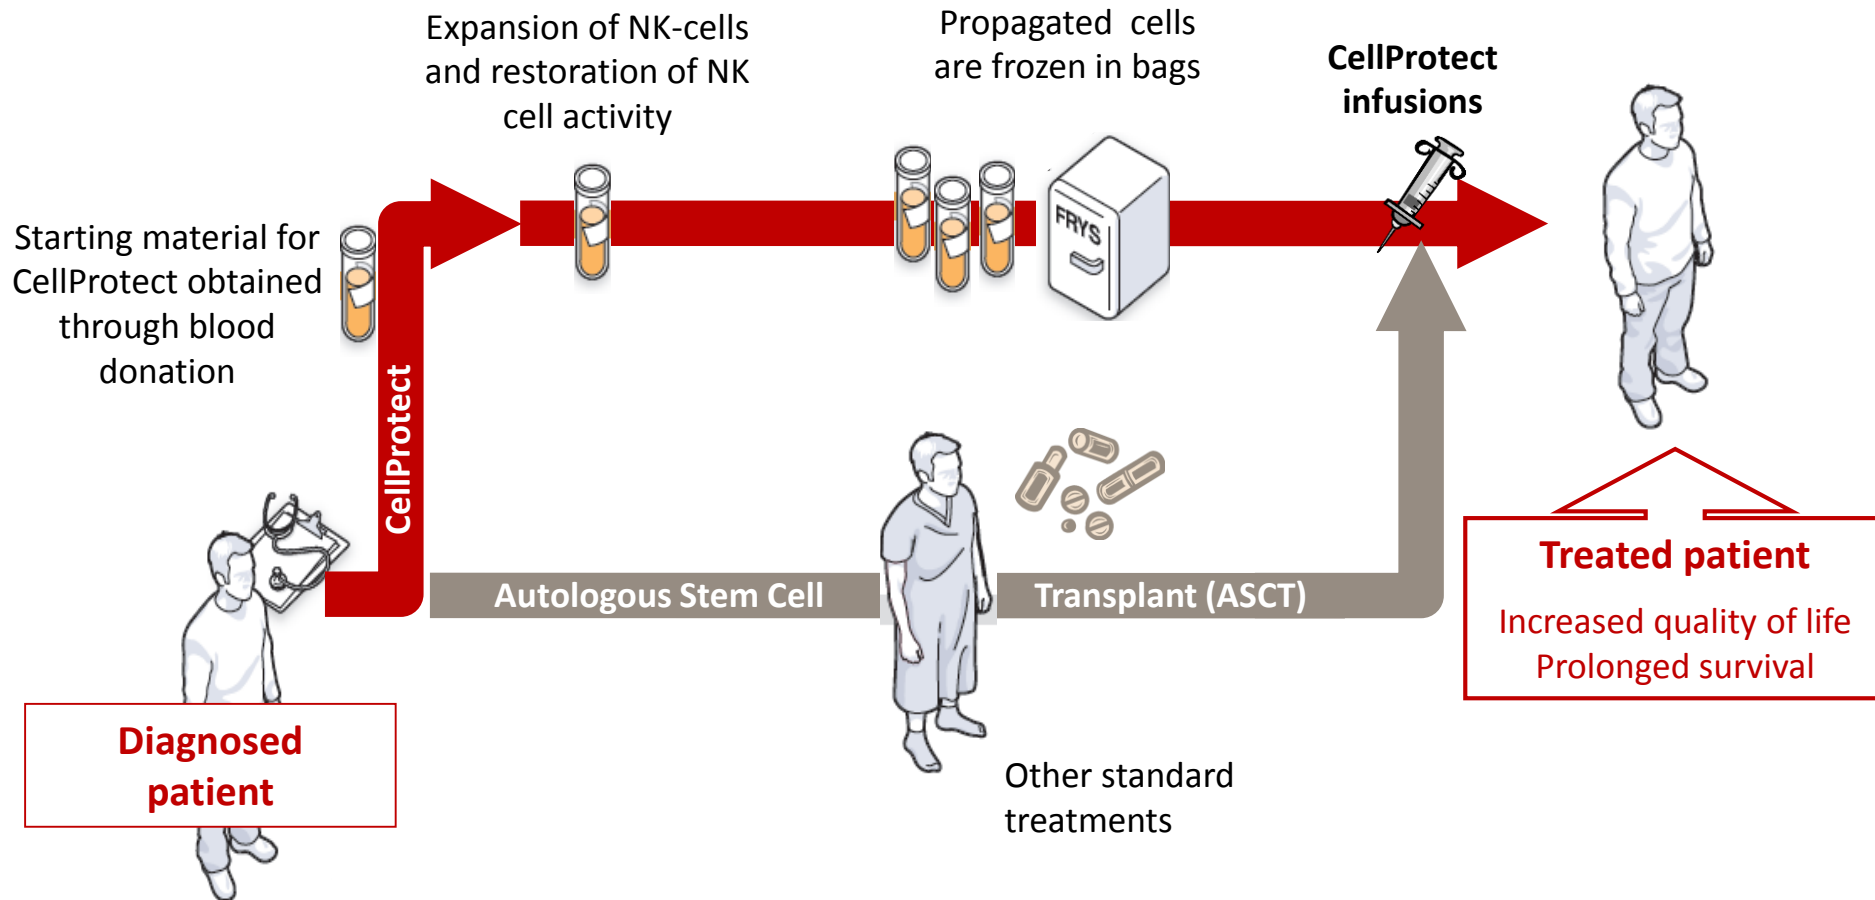 Expansion of NK-cells
and restoration of NK
cell activity
Propagated cells
are frozen in bags
CellProtect
infusions
Starting material for
CellProtect obtained
through blood
donation
FRYS
CellProtect
Autologous Stem Cell
Transplant (ASCT)
Other standard
treatments
Diagnosed
patient
Treated patient
Increased quality of life
Prolonged survival